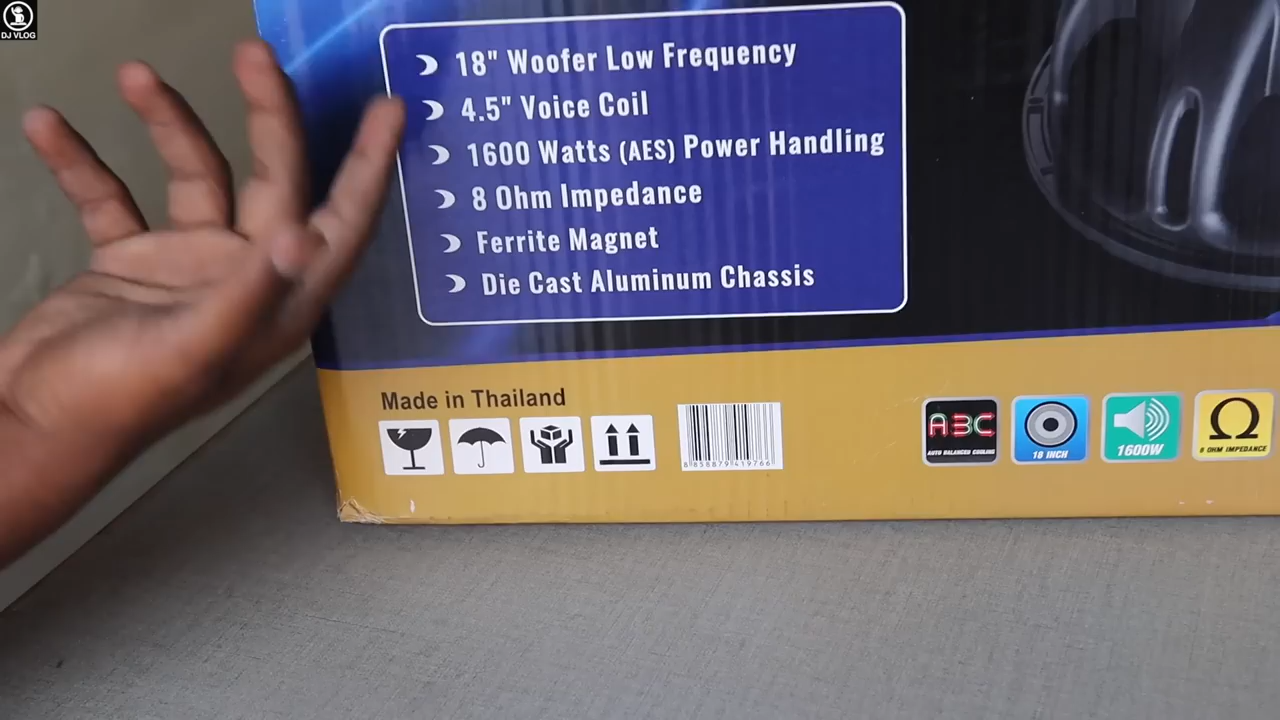 DJ VLOG
18" Woofer Low Frequency
4.5" Voice Coil
1600 Watts (AES) Power Handling
8 Ohm Impedance
Ferrite Magnet
Die Cast Aluminum Chassis
Made in Thailand
8858879419766
ABC
AUTO BALANCED COOLING
18 INCH
1600W
Ω
8 OHM IMPEDANCE